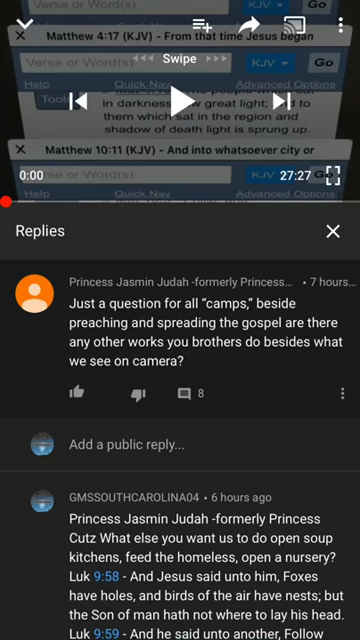 Verse or Word(s)
KJV
Go
Matthew 4:17 (KJV) - From that time Jesus began
Swipe
Verse or Word(s)
KJV
Help
Quick Nav
Advanced Options
Tools
in darkness saw great light; and to
them which sat in the region and
shadow of death light is sprung up.
Matthew 10:11 (KJV) - And into whatsoever city or
0:00
Verse or Word(s)
KJV
Go
27:27
Help
Quick Nav
Advanced Options
Replies
Princess Jasmin Judah -formerly Princess... • 7 hours...
Just a question for all “camps,” beside
preaching and spreading the gospel are there
any other works you brothers do besides what
we see on camera?
8
Add a public reply...
GMSSOUTHCAROLINA04 • 6 hours ago
Princess Jasmin Judah -formerly Princess
Cutz What else you want us to do open soup
kitchens, feed the homeless, open a nursery?
Luk 9:58 - And Jesus said unto him, Foxes
have holes, and birds of the air have nests; but
the Son of man hath not where to lay his head.
Luk 9:59 - And he said unto another, Follow